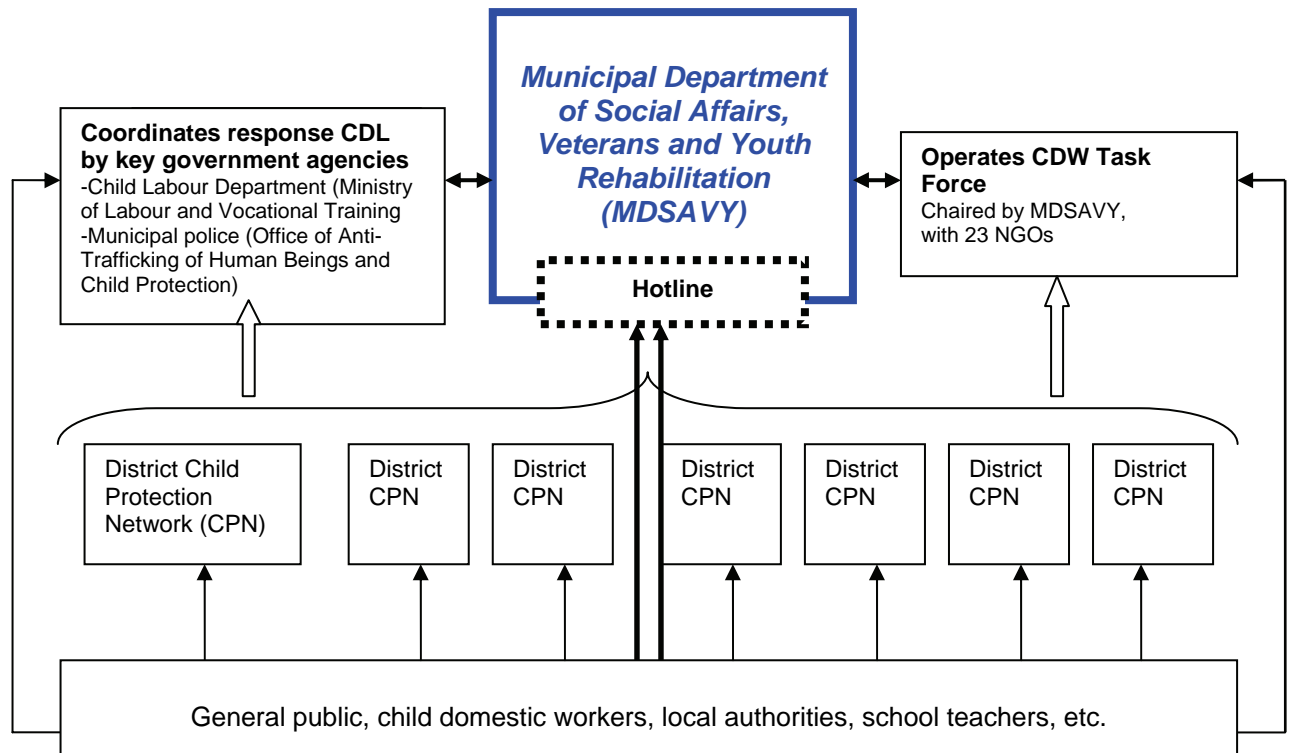 Municipal Department
of Social Affairs,
Veterans and Youth
Rehabilitation
(MDSAVY)
Hotline
Coordinates response CDL
by key government agencies
-Child Labour Department (Ministry
of Labour and Vocational Training
-Municipal police (Office of Anti-
Trafficking of Human Beings and
Child Protection)
Operates CDW Task
Force
Chaired by MDSAVY,
with 23 NGOs
District Child
Protection
Network (CPN)
District
CPN
District
CPN
District
CPN
District
CPN
District
CPN
District
CPN
General public, child domestic workers, local authorities, school teachers, etc.